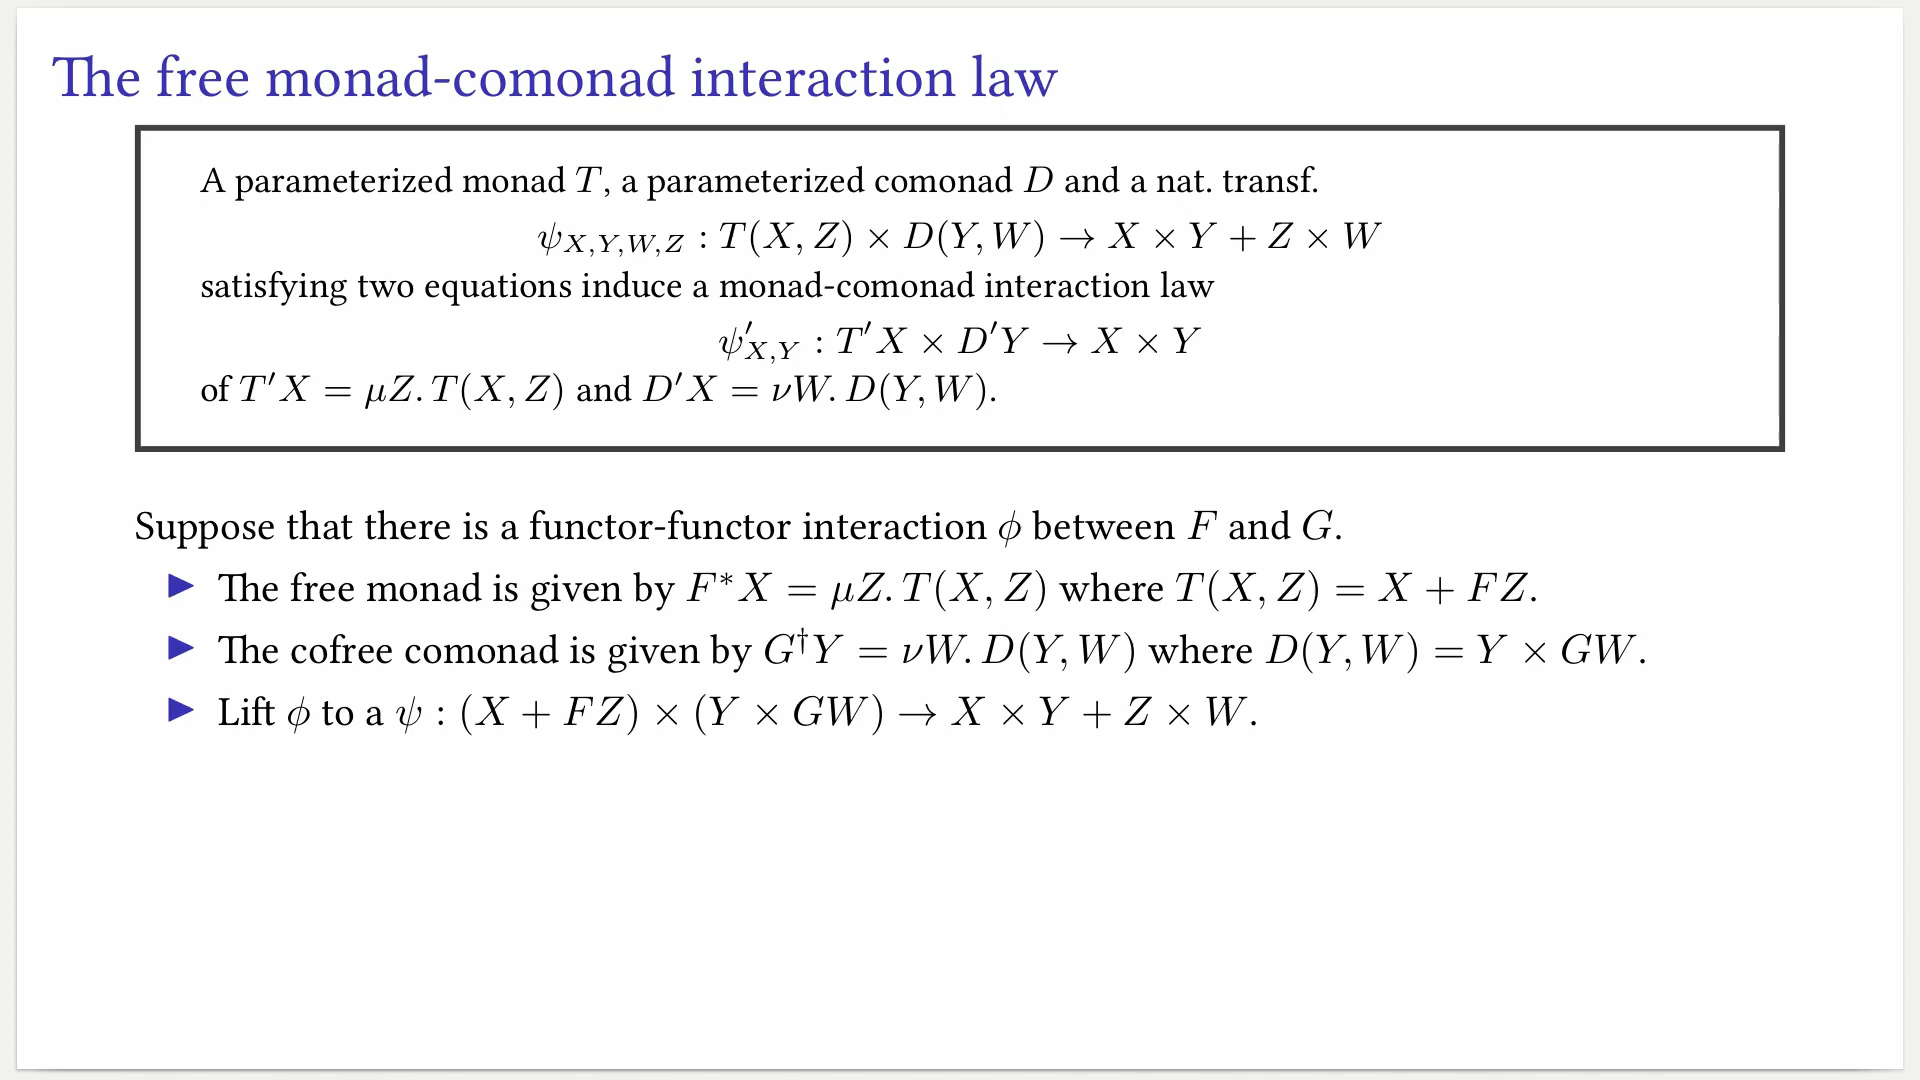 The free monad-comonad interaction law
A parameterized monad T, a parameterized comonad D and a nat. transf.
ψ_{X,Y,W,Z} : T(X, Z) × D(Y, W) → X × Y + Z × W
satisfying two equations induce a monad-comonad interaction law
ψ′_{X,Y} : T′X × D′Y → X × Y
of T′X = μZ. T(X, Z) and D′X = νW. D(Y, W).
Suppose that there is a functor-functor interaction ϕ between F and G.
▶ The free monad is given by F*X = μZ. T(X, Z) where T(X, Z) = X + FZ.
▶ The cofree comonad is given by G†Y = νW. D(Y, W) where D(Y, W) = Y × GW.
▶ Lift ϕ to a ψ : (X + FZ) × (Y × GW) → X × Y + Z × W.